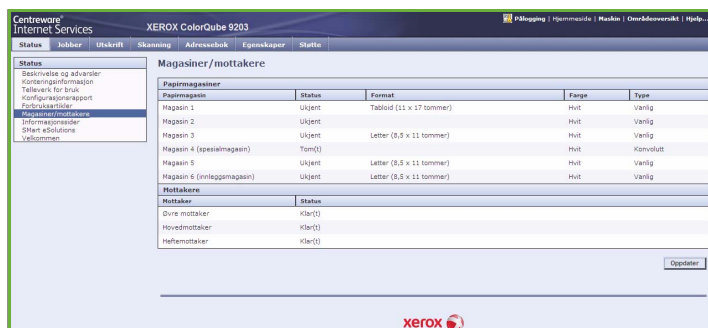 Centreware®
Internet Services
XEROX ColorQube 9203
Pålogging | Hjemmeside | Maskin | Områdeoversikt | Hjelp...
Status Jobber Utskrift Skanning Adressebok Egenskaper Støtte
Status
Beskrivelse og advarsler
Konteringsinformasjon
Telleverk for bruk
Konfigurasjonsrapport
Forbruksartikler
Magasiner/mottakere
Informasjonssider
SMart eSolutions
Velkommen
Magasiner/mottakere
Papirmagasiner
Papirmagasin Status Format Farge Type
Magasin 1 Ukjent Tabloid (11 x 17 tommer) Hvit Vanlig
Magasin 2 Ukjent Hvit Vanlig
Magasin 3 Ukjent Letter (8,5 x 11 tommer) Hvit Vanlig
Magasin 4 (spesialmagasin) Tom(t) Hvit Konvolutt
Magasin 5 Ukjent Letter (8,5 x 11 tommer) Hvit Vanlig
Magasin 6 (innleggsmagasin) Ukjent Letter (8,5 x 11 tommer) Hvit Vanlig
Mottakere
Mottaker Status
Øvre mottaker Klar(t)
Hovedmottaker Klar(t)
Heftemottaker Klar(t)
Oppdater
xerox